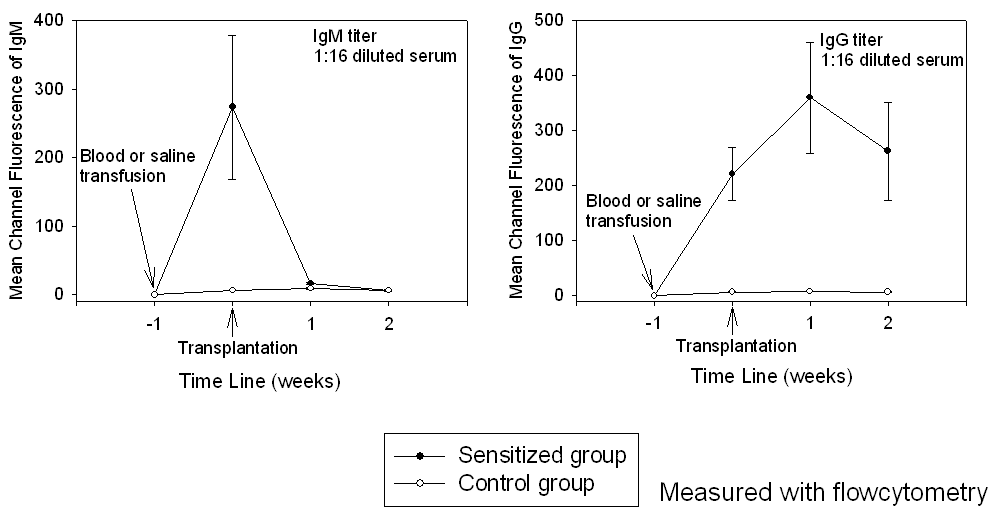 Mean Channel Fluorescence of IgM
400
300
200
100
0
IgM titer
1:16 diluted serum
Blood or saline
transfusion
-1
1
2
Transplantation
Time Line (weeks)
Mean Channel Fluorescence of IgG
500
400
300
200
100
0
IgG titer
1:16 diluted serum
Blood or saline
transfusion
-1
1
2
Transplantation
Time Line (weeks)
Sensitized group
Control group
Measured with flowcytometry